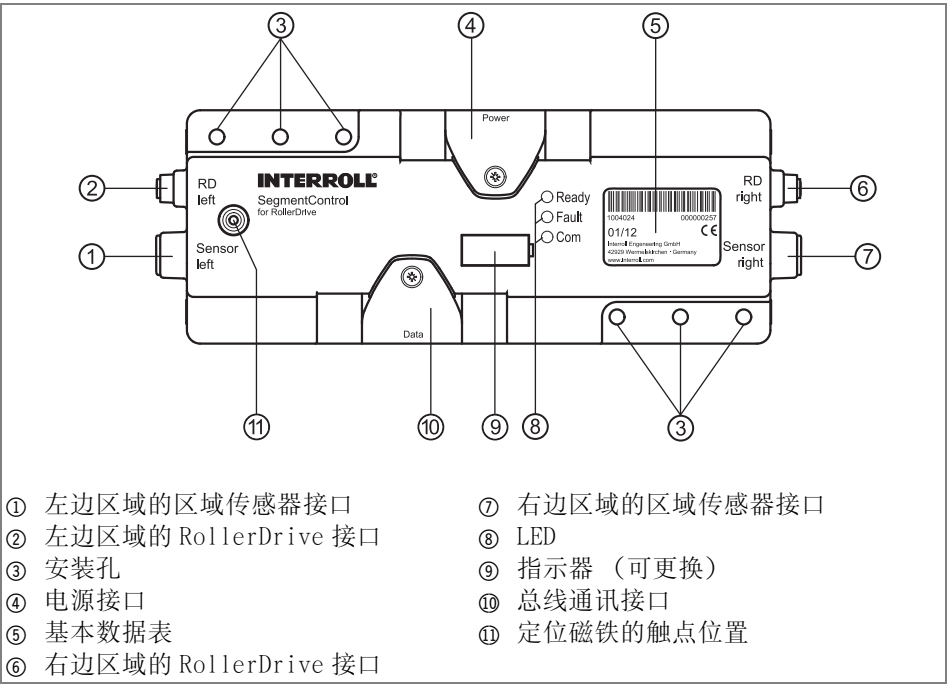 ③ ④ ⑤
Power
② RD
left
INTERROLL®
SegmentControl
for RollerDrive
Ready
Fault
Com
1004024 000000257
01/12 CE
Interroll Engeneering GmbH
42929 Wermelskirchen · Germany
www.interroll.com
RD
right ⑥
① Sensor
left
Sensor
right ⑦
Data
⑪ ⑩ ⑨ ⑧ ③
① 左边区域的区域传感器接口
② 左边区域的 RollerDrive 接口
③ 安装孔
④ 电源接口
⑤ 基本数据表
⑥ 右边区域的 RollerDrive 接口
⑦ 右边区域的区域传感器接口
⑧ LED
⑨ 指示器 （可更换）
⑩ 总线通讯接口
⑪ 定位磁铁的触点位置